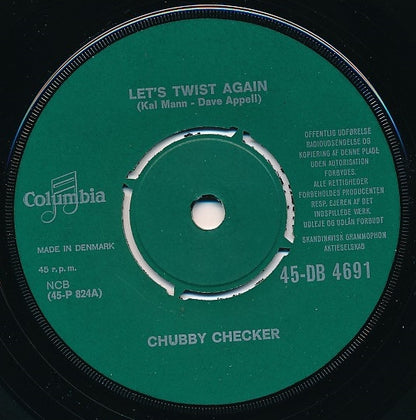 LET'S TWIST AGAIN
(Kal Mann - Dave Appell)
Columbia
OFFENTLIG UDFØRELSE
RADIOUDSENDELSE OG
KOPIERING AF DENNE PLADE
UDEN AUTORISATION
FORBYDES.
ALLE RETTIGHEDER
FORBEHOLDES PRODUCENTEN
RESP. EJEREN AF DET
INDSPILLEDE VÆRK.
UDLEJE OG UDLÅN FORBUDT
SKANDINAVISK GRAMMOPHON
AKTIESELSKAB
MADE IN DENMARK
45 r.p.m.
NCB
(45-P 824A)
45-DB 4691
CHUBBY CHECKER